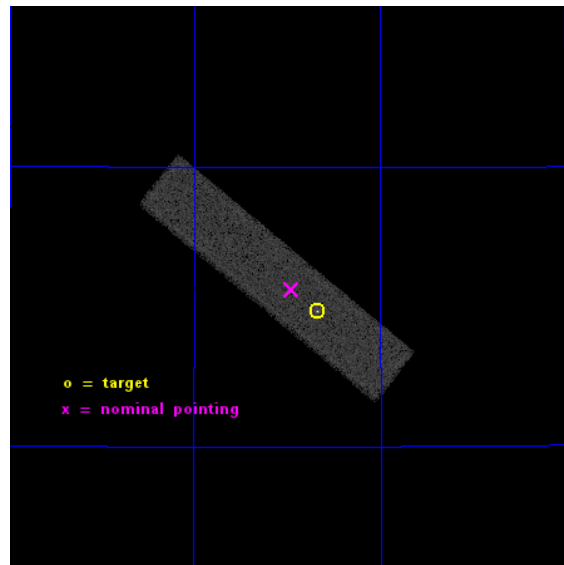 o = target
x = nominal pointing